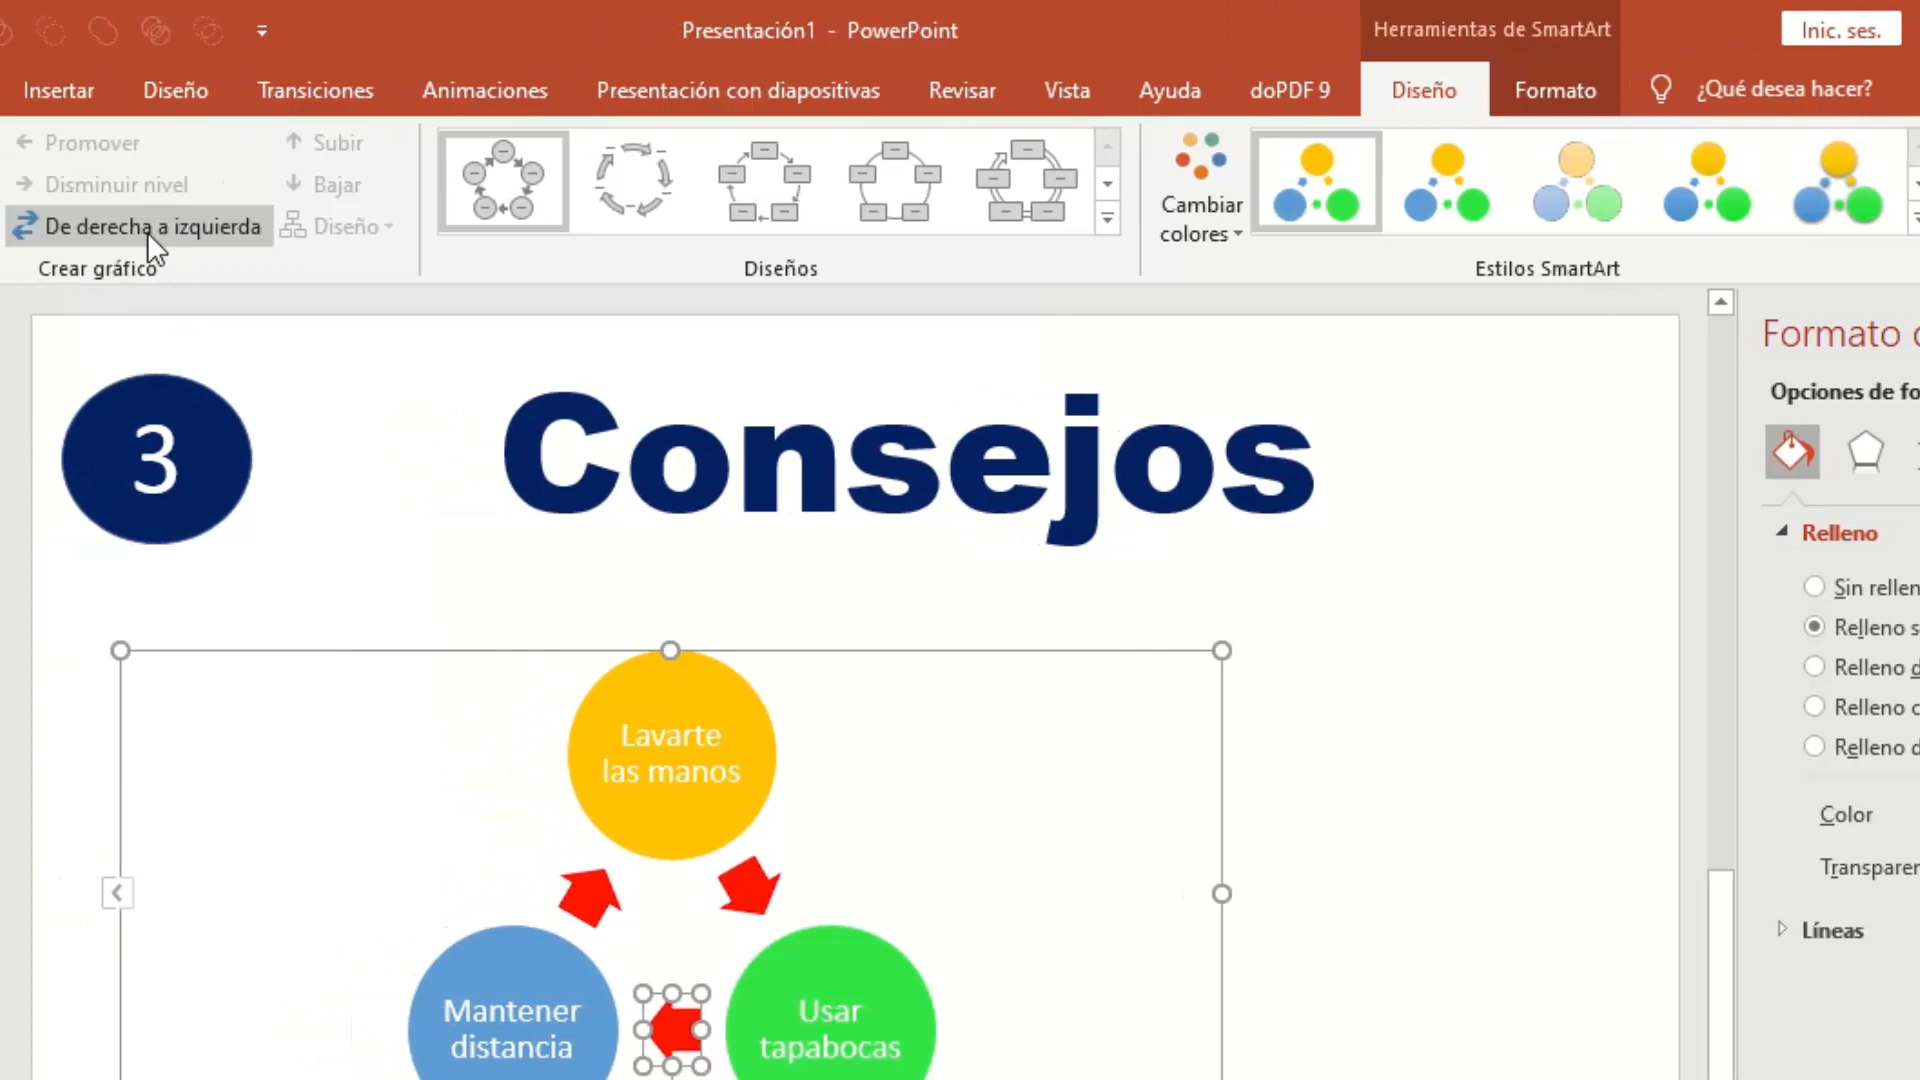 Presentación1 - PowerPoint
Herramientas de SmartArt
Inic. ses.
Insertar Diseño Transiciones Animaciones Presentación con diapositivas Revisar Vista Ayuda doPDF 9 Diseño Formato ¿Qué desea hacer?
Promover
Disminuir nivel
De derecha a izquierda
Subir
Bajar
Diseño
Crear gráfico
Diseños
Cambiar
colores
Estilos SmartArt
3
Consejos
Lavarte
las manos
Mantener
distancia
Usar
tapabocas
Formato
Opciones de fo
Relleno
Sin rellen
Relleno s
Relleno d
Relleno c
Relleno d
Color
Transparen
Líneas